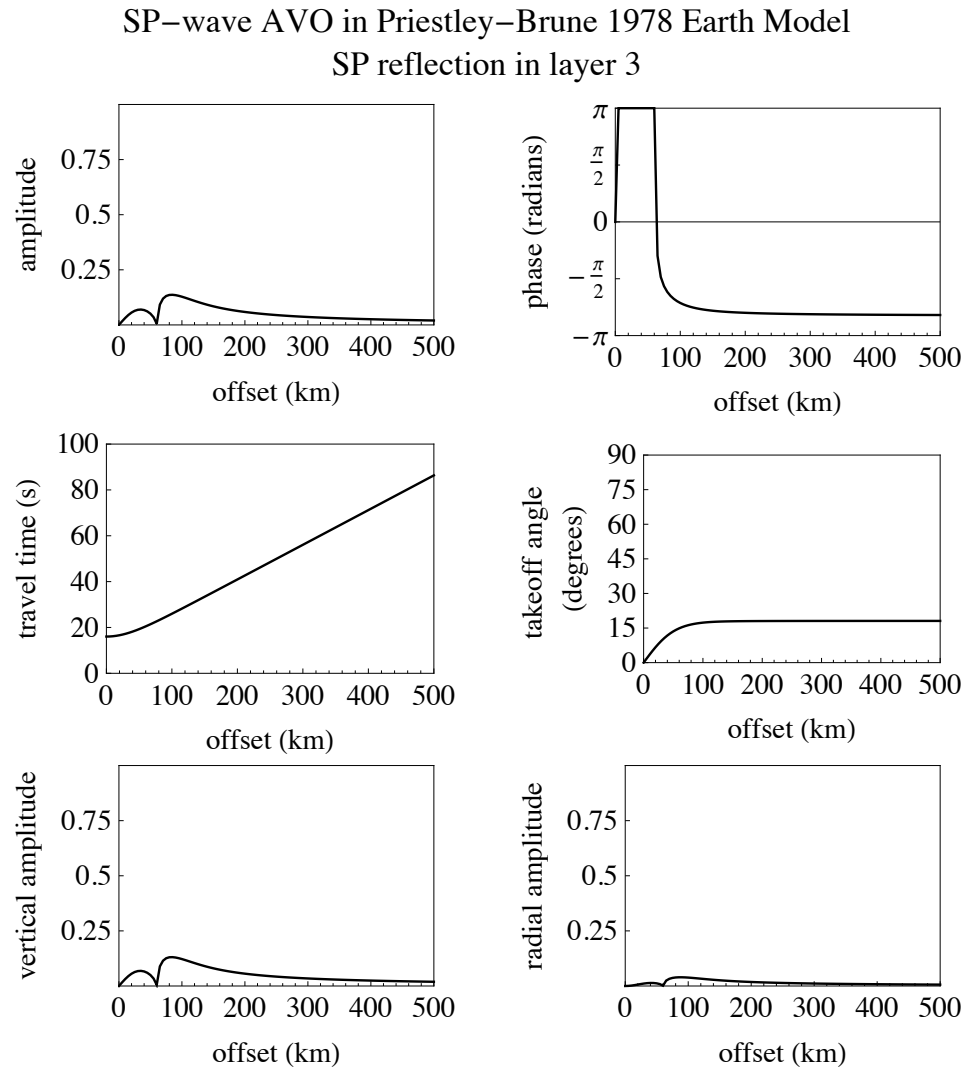 SP−wave AVO in Priestley−Brune 1978 Earth Model
SP reflection in layer 3
amplitude
0.75
0.5
0.25
0 100 200 300 400 500
offset (km)
phase (radians)
π
π/2
0
−π/2
−π
0 100 200 300 400 500
offset (km)
travel time (s)
100
80
60
40
20
0
0 100 200 300 400 500
offset (km)
takeoff angle
(degrees)
90
75
60
45
30
15
0
0 100 200 300 400 500
offset (km)
vertical amplitude
0.75
0.5
0.25
0 100 200 300 400 500
offset (km)
radial amplitude
0.75
0.5
0.25
0 100 200 300 400 500
offset (km)